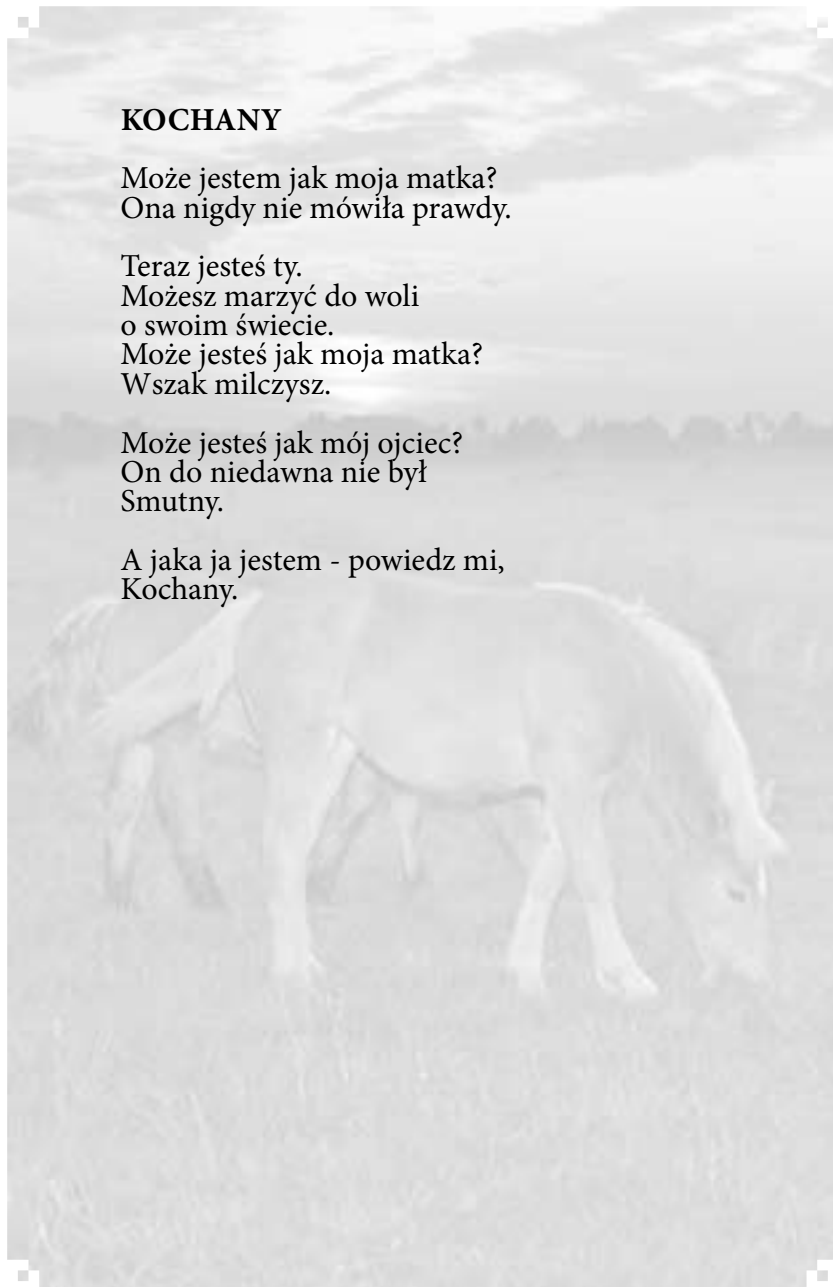 KOCHANY
Może jestem jak moja matka?
Ona nigdy nie mówiła prawdy.
Teraz jesteś ty.
Możesz marzyć do woli
o swoim świecie.
Może jesteś jak moja matka?
Wszak milczysz.
Może jesteś jak mój ojciec?
On do niedawna nie był
Smutny.
A jaka ja jestem - powiedz mi,
Kochany.